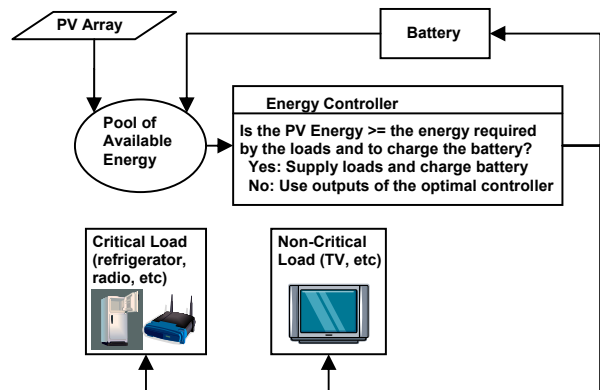 PV Array
Battery
Pool of
Available
Energy
Energy Controller
Is the PV Energy >= the energy required
by the loads and to charge the battery?
Yes: Supply loads and charge battery
No: Use outputs of the optimal controller
Critical Load
(refrigerator,
radio, etc)
Non-Critical
Load (TV, etc)